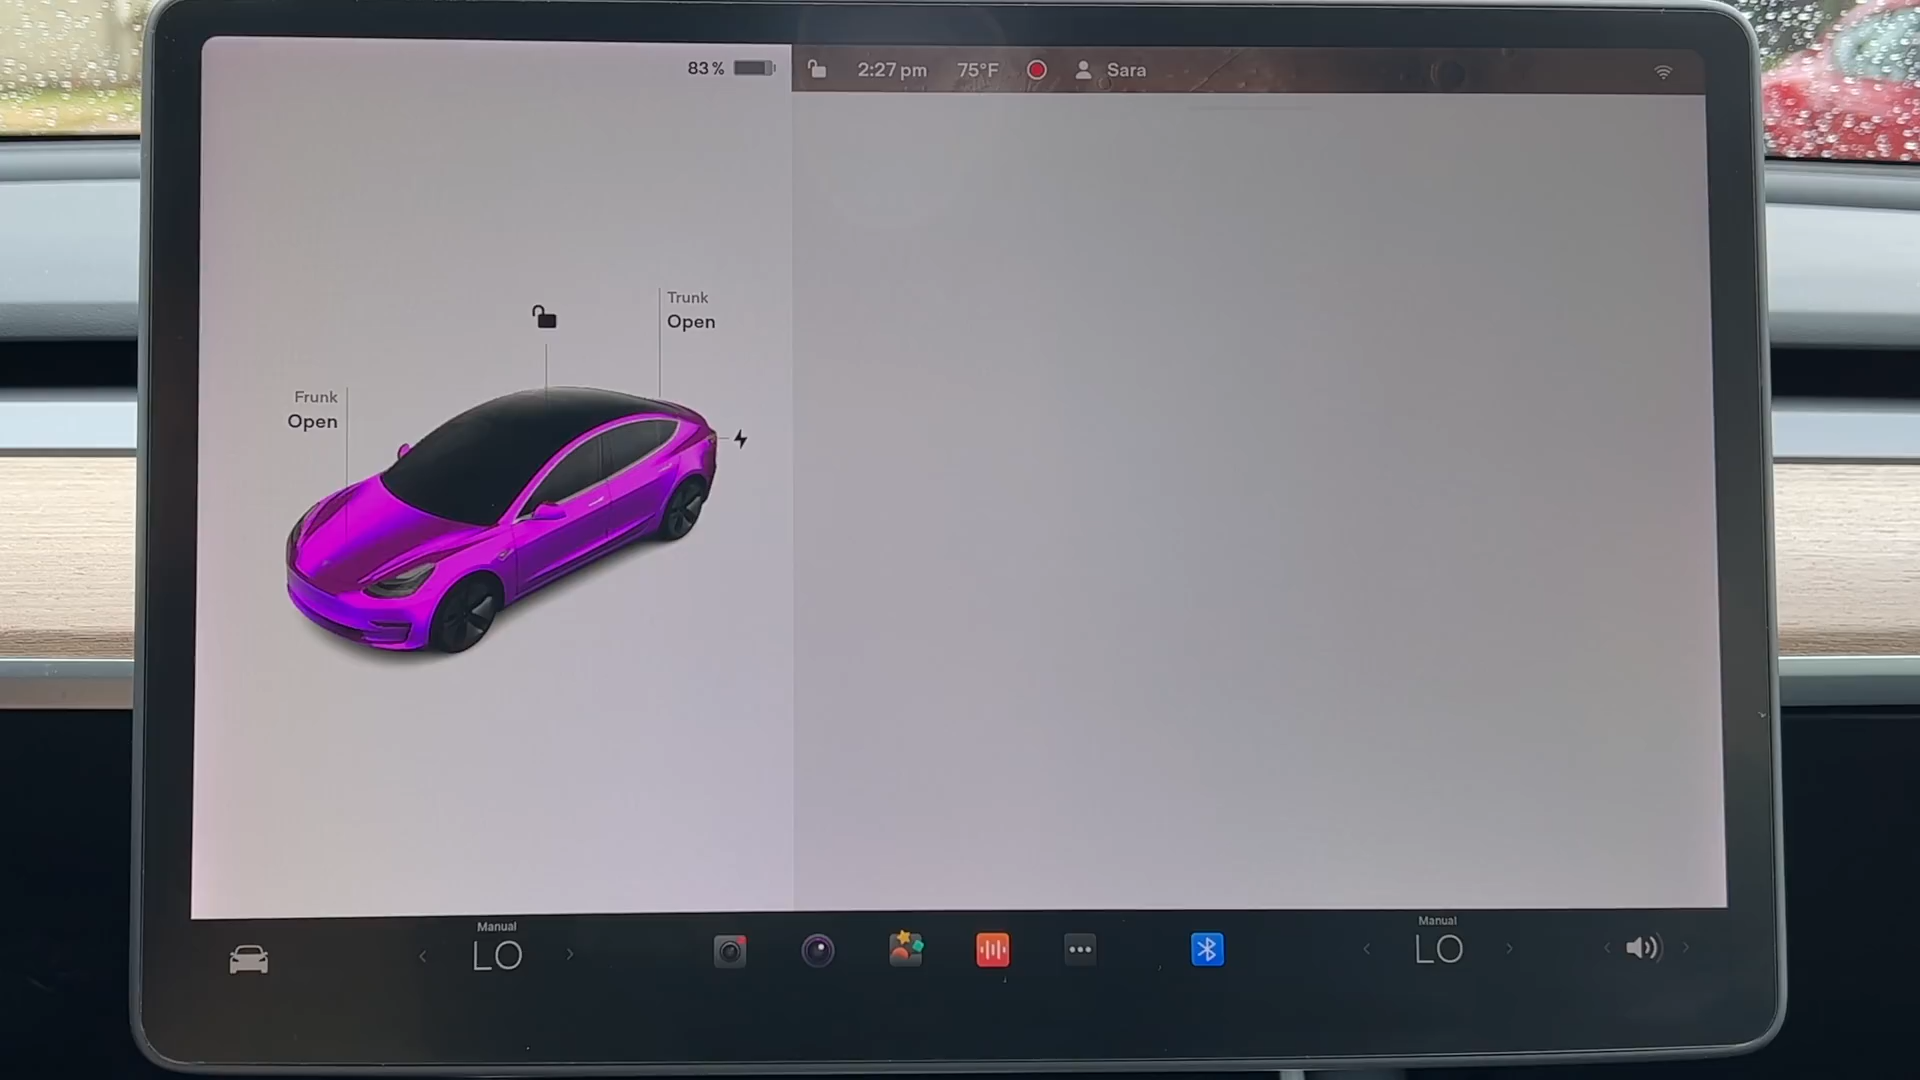 83 %
2:27 pm 75°F Sara
Trunk
Open
Frunk
Open
Manual
LO
Manual
LO